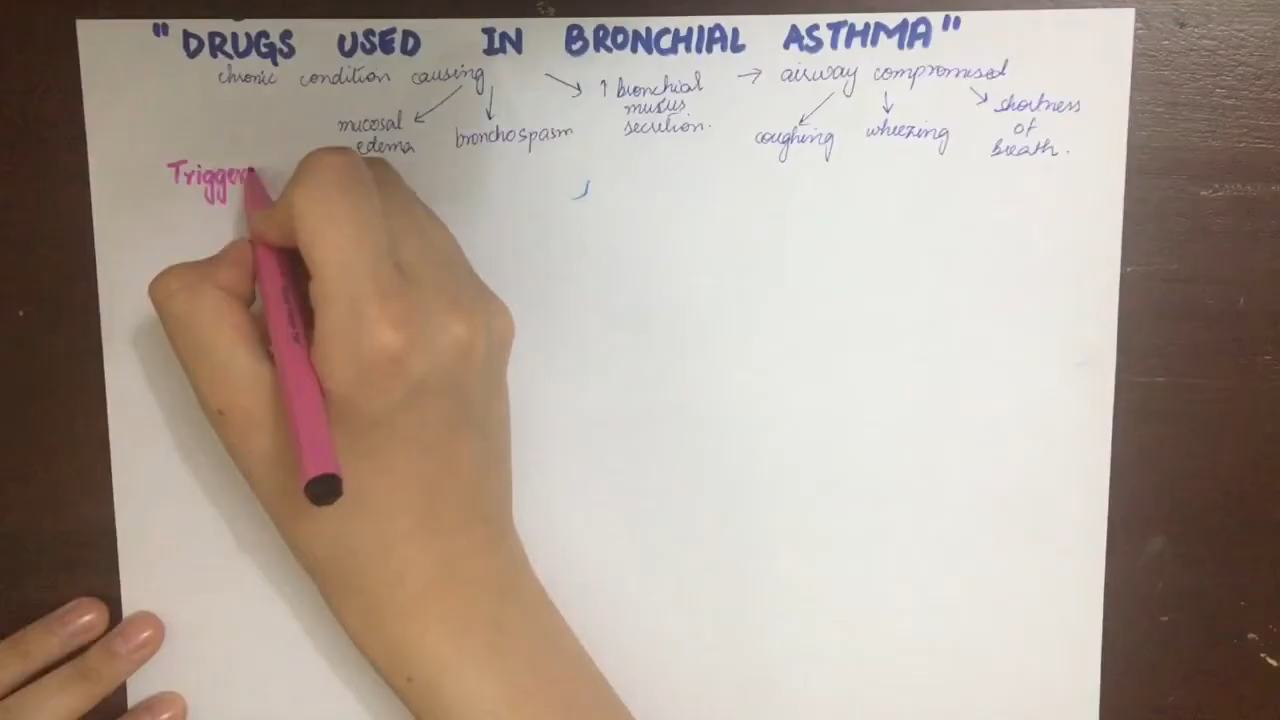 "DRUGS USED IN BRONCHIAL ASTHMA"
chronic condition causing
mucosal
edema
bronchospasm
↑ bronchial
mucus
secretion.
→ airway compromised
coughing
wheezing
shortness
of
breath.
Trigger